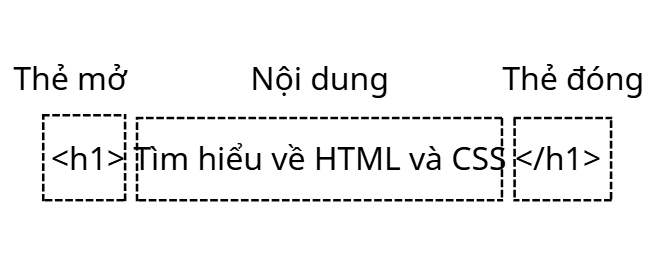 Thẻ mở Nội dung Thẻ đóng
<h1> Tìm hiểu về HTML và CSS </h1>